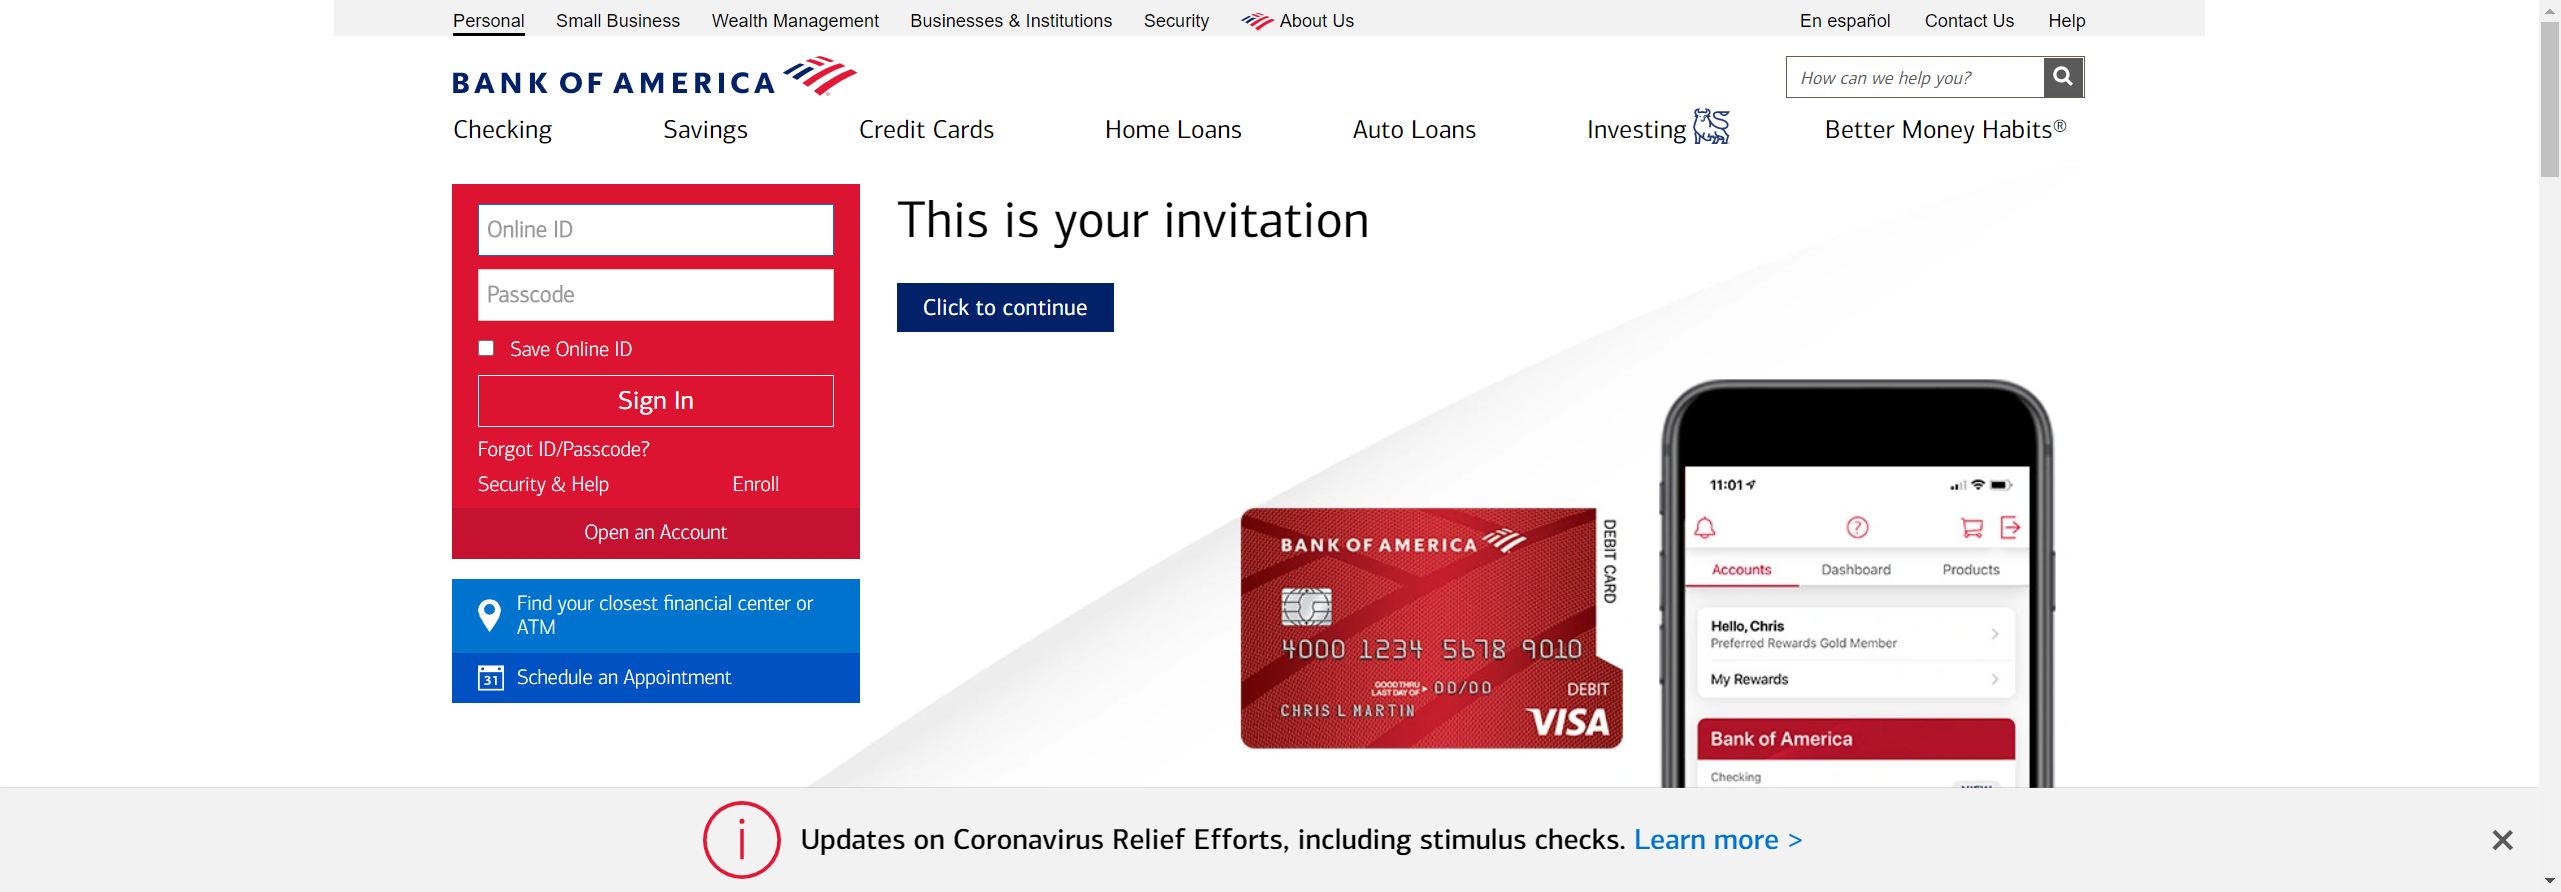 Personal Small Business Wealth Management Businesses & Institutions Security About Us En español Contact Us Help
BANK OF AMERICA
How can we help you?
Checking Savings Credit Cards Home Loans Auto Loans Investing Better Money Habits®
Online ID
Passcode
Save Online ID
Sign In
Forgot ID/Passcode?
Security & Help Enroll
Open an Account
Find your closest financial center or
ATM
31 Schedule an Appointment
This is your invitation
Click to continue
BANK OF AMERICA
DEBIT CARD
4000 1234 5678 9010
GOOD THRU
LAST DAY OF 00/00
DEBIT
CHRIS L MARTIN
VISA
11:01
Accounts Dashboard Products
Hello, Chris
Preferred Rewards Gold Member
My Rewards
Bank of America
Checking
VIEW
Updates on Coronavirus Relief Efforts, including stimulus checks. Learn more >